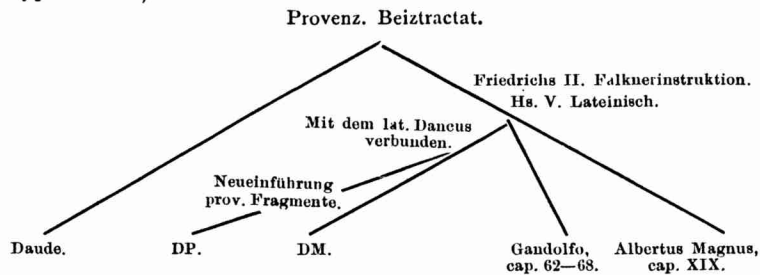 Provenz. Beiztractat.
Friedrichs II. Falknerinstruktion.
Hs. V. Lateinisch.
Mit dem lat. Dancus
verbunden.
Neueinführung
prov. Fragmente.
Daude.
DP.
DM.
Gandolfo,
cap. 62—68.
Albertus Magnus,
cap. XIX.